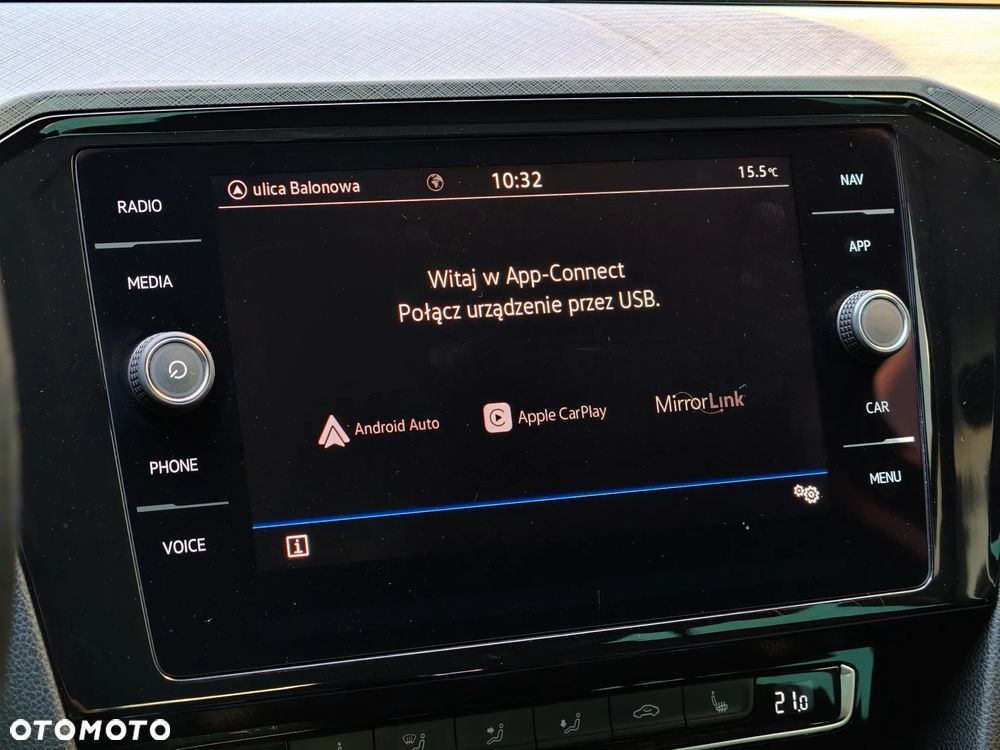 ulica Balonowa
10:32
15.5°C
RADIO
MEDIA
PHONE
VOICE
Witaj w App-Connect
Połącz urządzenie przez USB.
Android Auto
Apple CarPlay
MirrorLink
i
NAV
APP
CAR
MENU
21.0
OTOMOTO